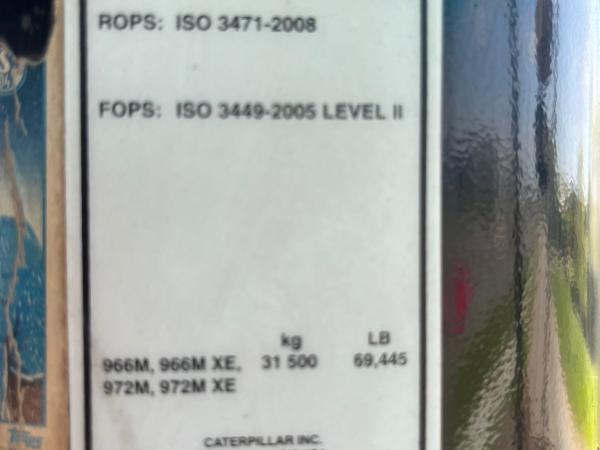 ROPS: ISO 3471-2008
FOPS: ISO 3449-2005 LEVEL II
kg LB
966M, 966M XE, 31 500 69,445
972M, 972M XE
CATERPILLAR INC.
Topps